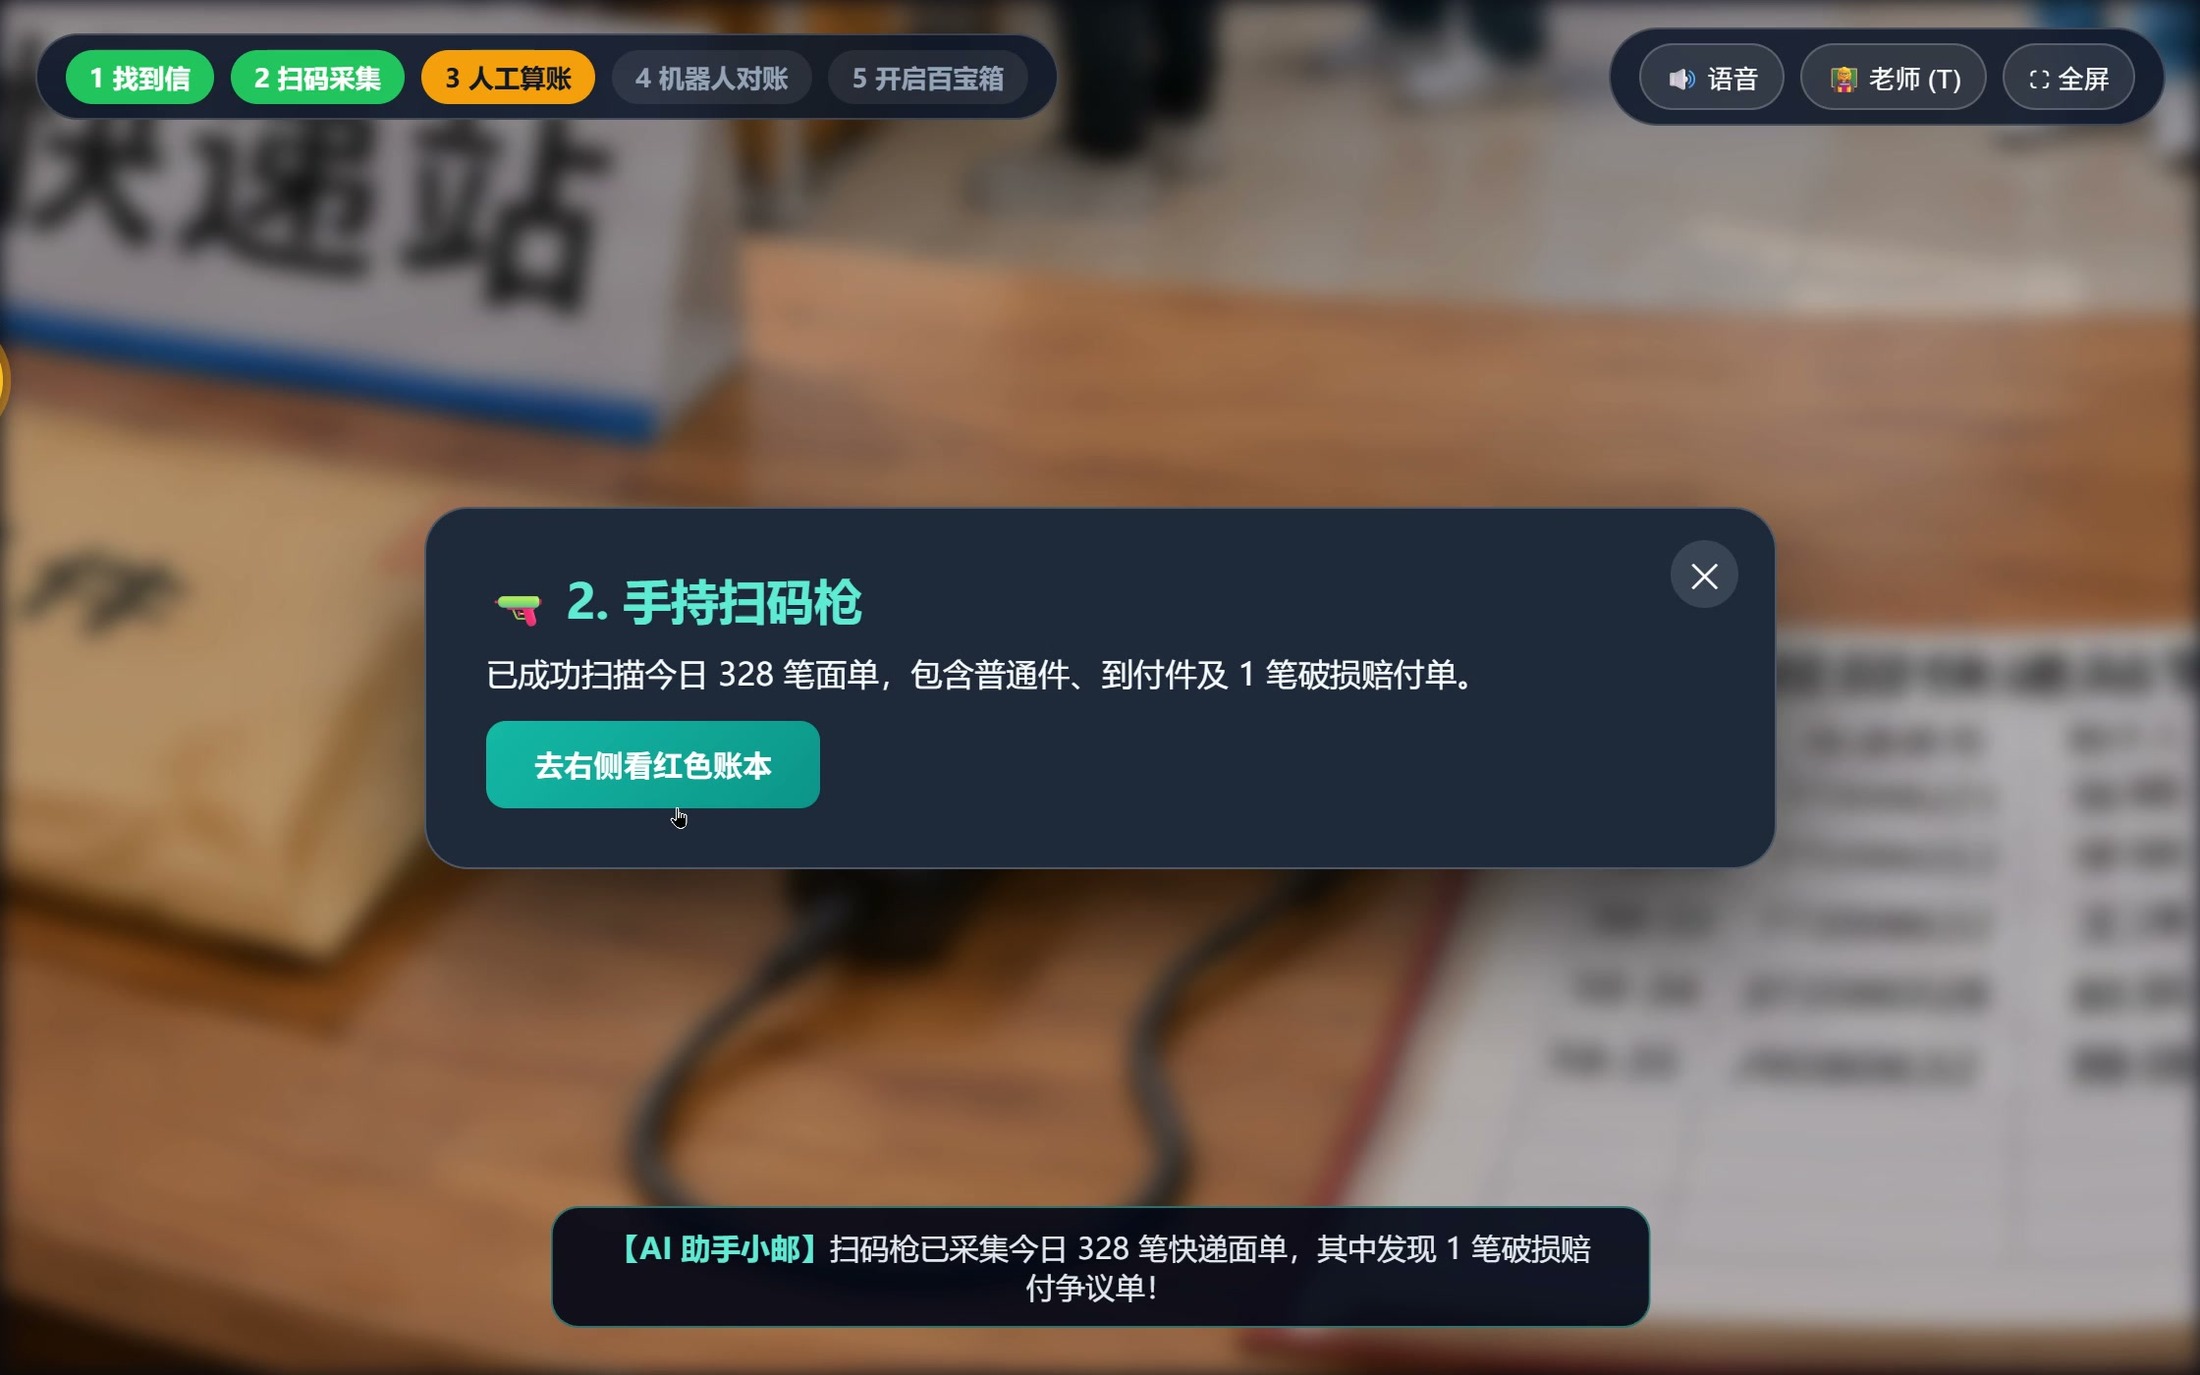 1 找到信
2 扫码采集
3 人工算账
4 机器人对账
5 开启百宝箱
语音
老师 (T)
全屏
快递站
2. 手持扫码枪
已成功扫描今日 328 笔面单，包含普通件、到付件及 1 笔破损赔付单。
去右侧看红色账本
【AI 助手小邮】扫码枪已采集今日 328 笔快递面单，其中发现 1 笔破损赔
付争议单！